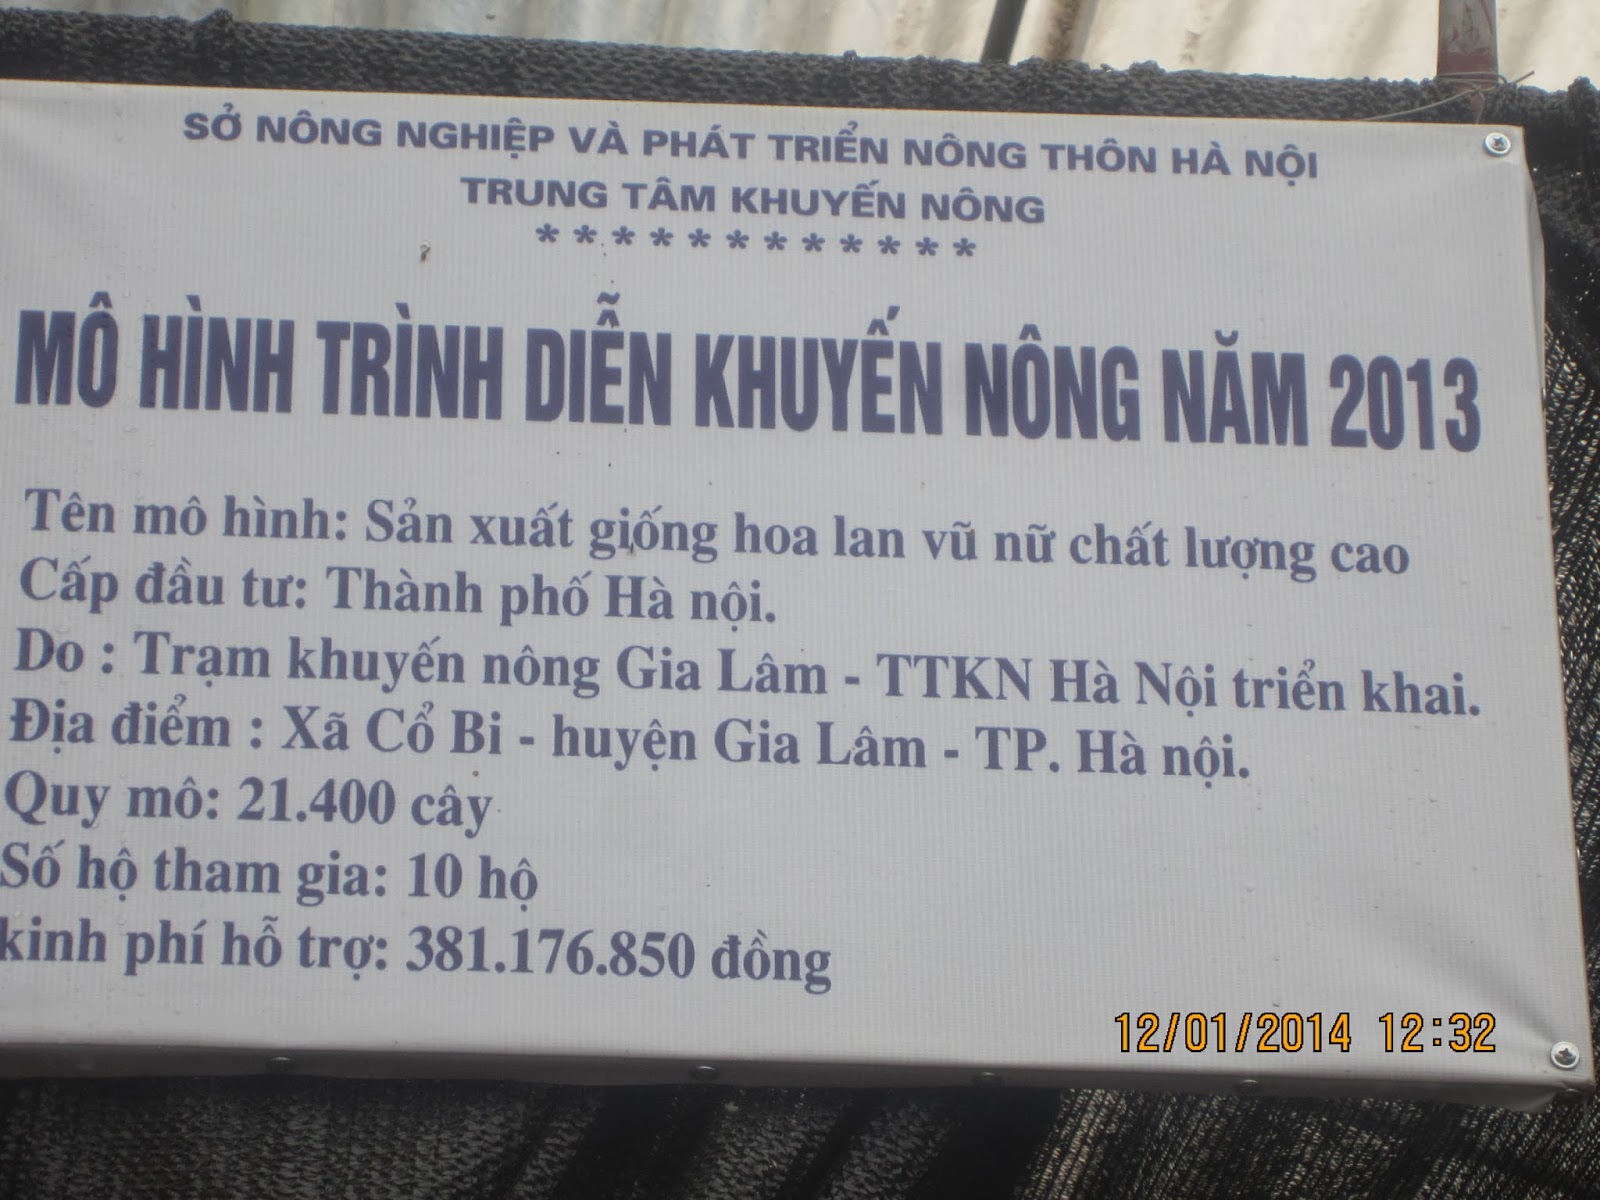 SỞ NÔNG NGHIỆP VÀ PHÁT TRIỂN NÔNG THÔN HÀ NỘI
TRUNG TÂM KHUYẾN NÔNG
* * * * * * * * * * * *
MÔ HÌNH TRÌNH DIỄN KHUYẾN NÔNG NĂM 2013
Tên mô hình: Sản xuất giống hoa lan vũ nữ chất lượng cao
Cấp đầu tư: Thành phố Hà nội.
Do : Trạm khuyến nông Gia Lâm - TTKN Hà Nội triển khai.
Địa điểm : Xã Cổ Bi - huyện Gia Lâm - TP. Hà nội.
Quy mô: 21.400 cây
Số hộ tham gia: 10 hộ
kinh phí hỗ trợ: 381.176.850 đồng
12/01/2014 12:32